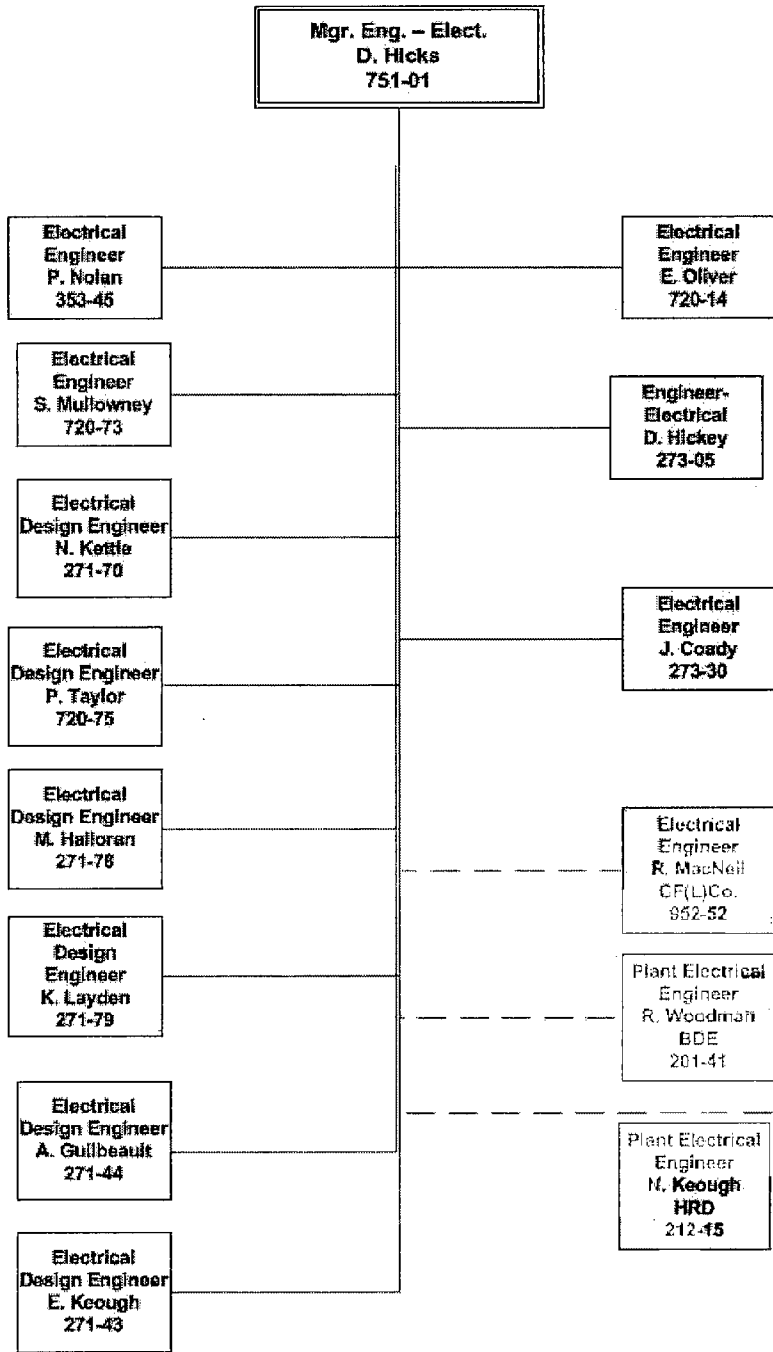 Mgr. Eng. – Elect.
D. Hicks
751-01
Electrical
Engineer
P. Nolan
353-45
Electrical
Engineer
E. Oliver
720-14
Electrical
Engineer
S. Mullowney
720-73
Engineer-
Electrical
D. Hickey
273-05
Electrical
Design Engineer
N. Kettle
271-70
Electrical
Engineer
J. Coady
273-30
Electrical
Design Engineer
P. Taylor
720-75
Electrical
Design Engineer
M. Halloran
271-78
Electrical
Engineer
R. MacNeil
CF(L)Co.
952-52
Electrical
Design
Engineer
K. Layden
271-79
Plant Electrical
Engineer
R. Woodman
BDE
201-41
Electrical
Design Engineer
A. Guilbeault
271-44
Plant Electrical
Engineer
N. Keough
HRD
212-15
Electrical
Design Engineer
E. Keough
271-43